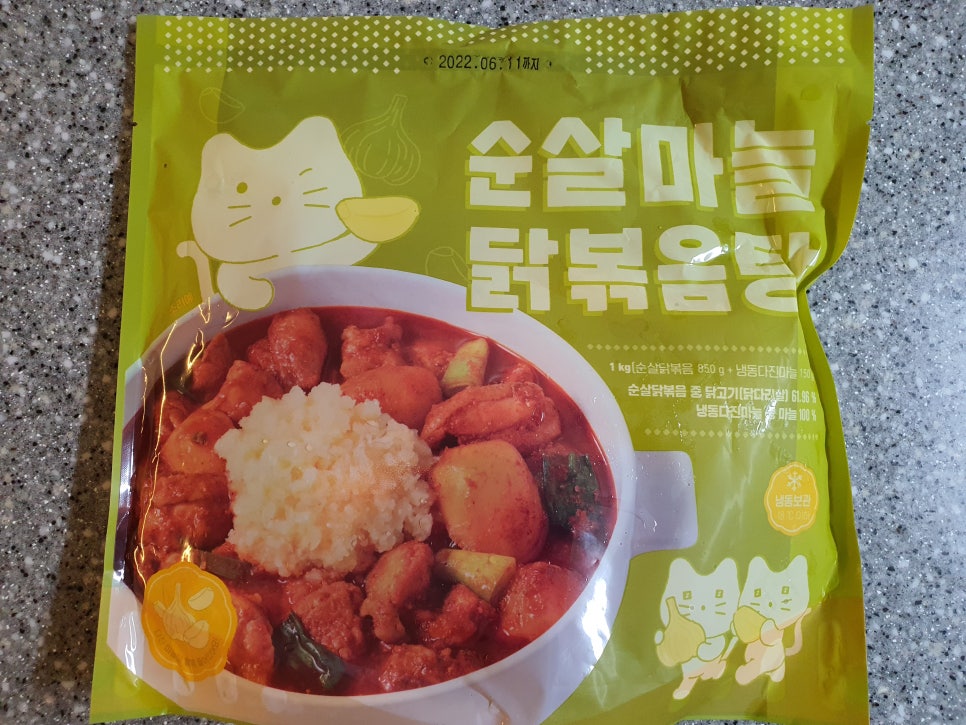 2022.06.11까지
순살마늘
닭볶음탕
1 kg(순살닭볶음 850 g + 냉동다진마늘 150
순살닭볶음 중 닭고기[닭다리살] 61.96 %
냉동다진마늘 중 마늘 100 %
냉동보관
-18 ℃ 이하